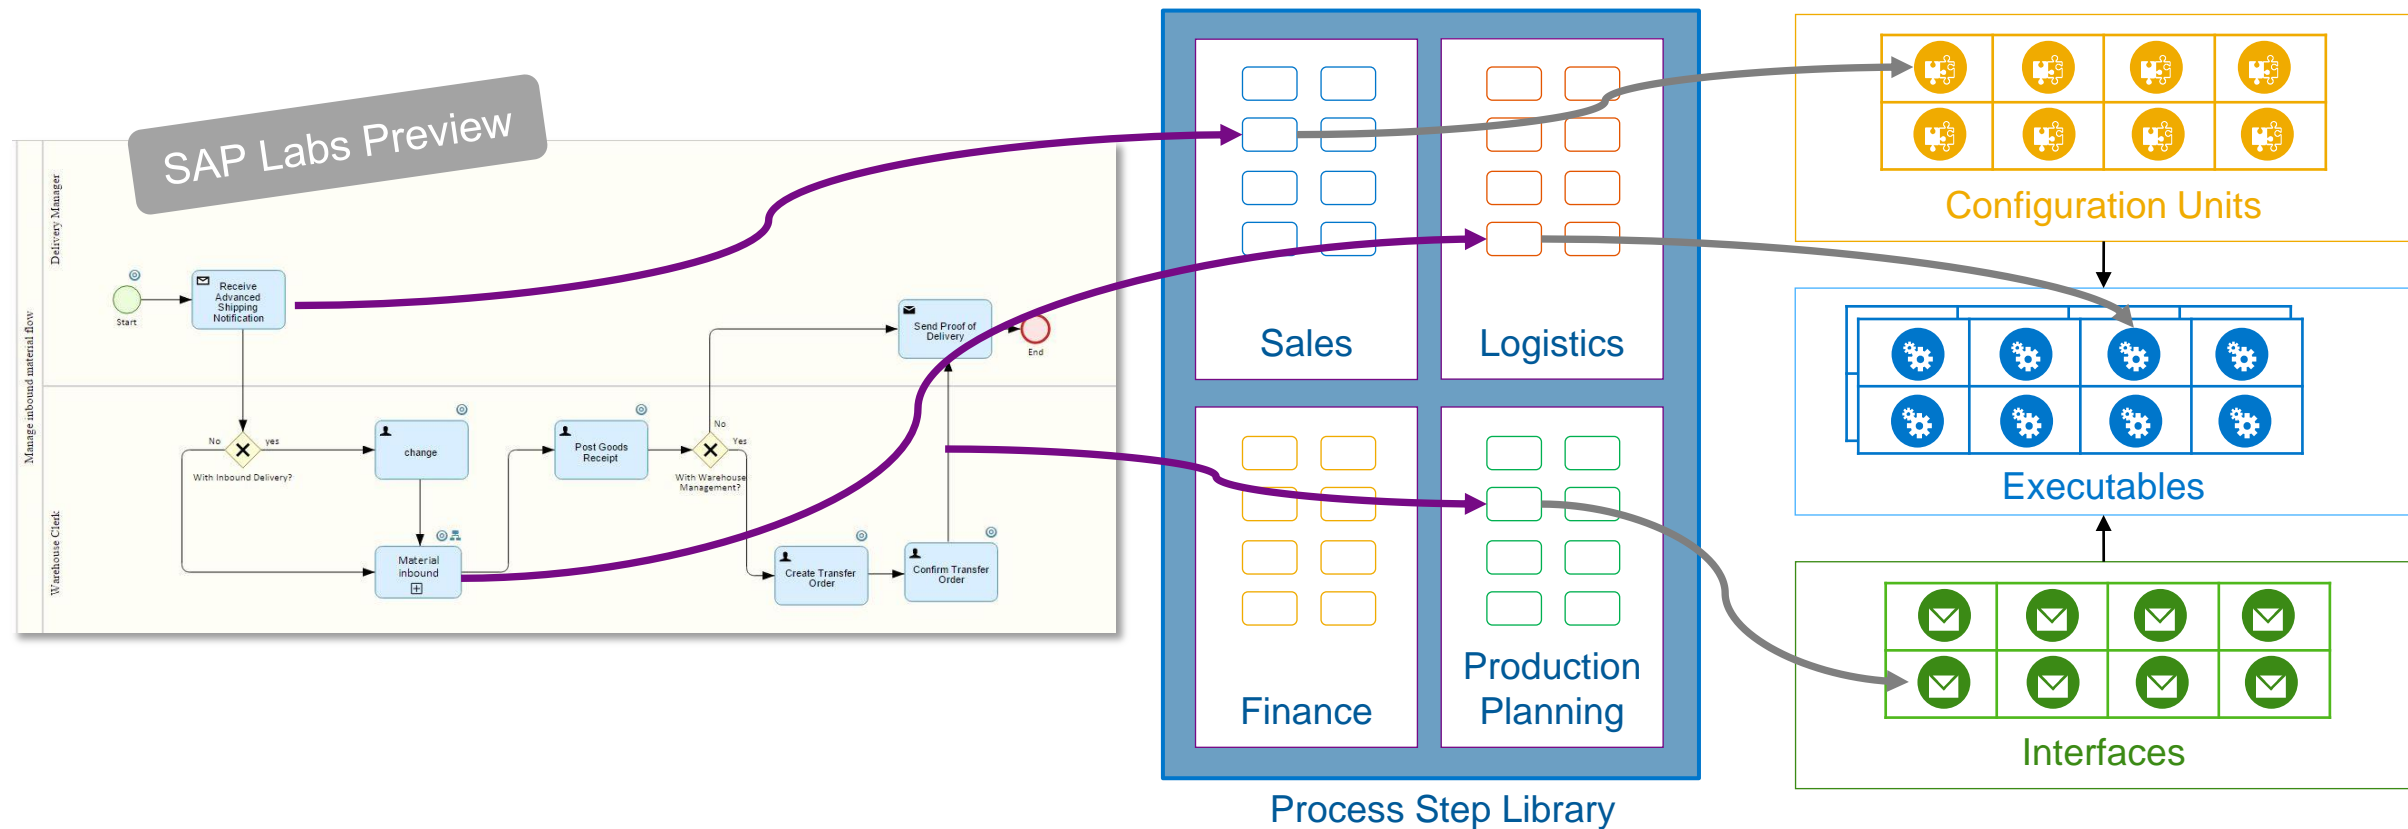 SAP Labs Preview
Manage inbound material flow
Delivery Manager
Warehouse Clerk
Start
Receive
Advanced
Shipping
Notification
Send Proof of
Delivery
End
No
yes
With Inbound Delivery?
change
Post Goods
Receipt
No
Yes
With Warehouse
Management?
Material
inbound
Create Transfer
Order
Confirm Transfer
Order
Sales
Logistics
Finance
Production
Planning
Process Step Library
Configuration Units
Executables
Interfaces